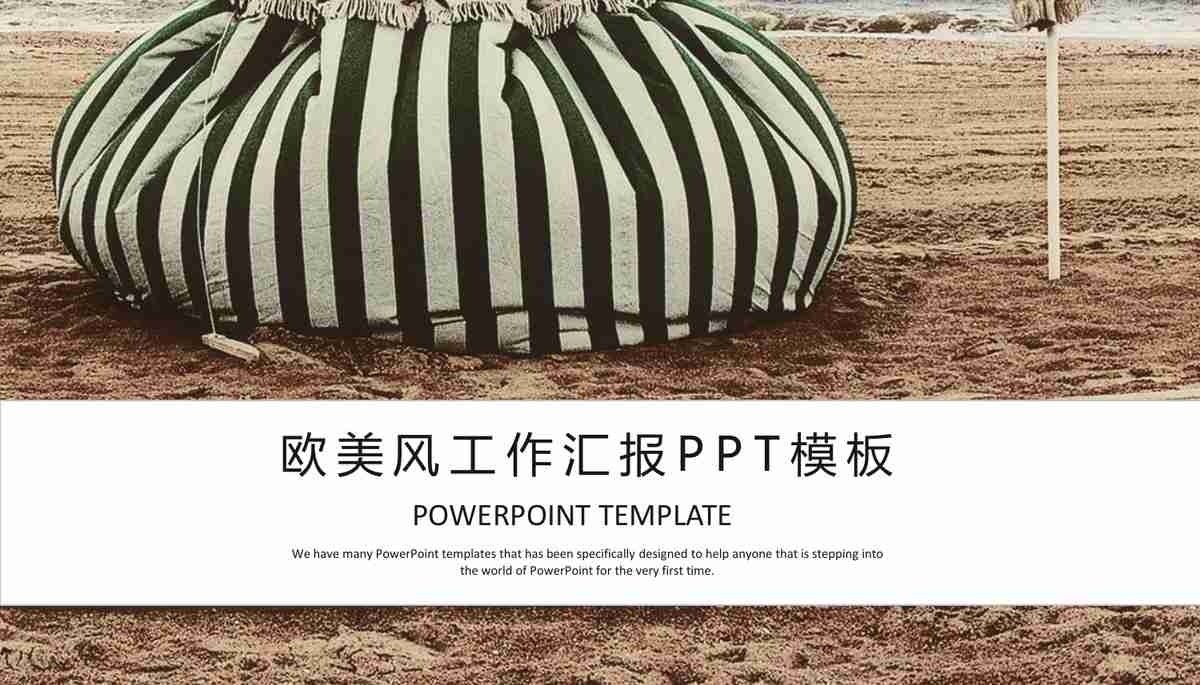 欧美风工作汇报PPT模板
POWERPOINT TEMPLATE
We have many PowerPoint templates that has been specifically designed to help anyone that is stepping into
the world of PowerPoint for the very first time.